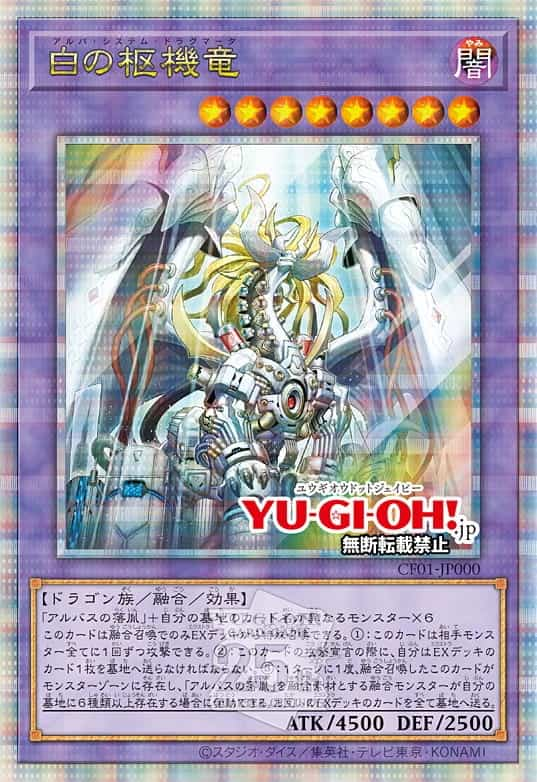 アルバ・システム・ドラグマータ
白の枢機竜
やみ
闇
ユウギオウドットジェイピー
YU-GI-OH!.jp
無断転載禁止
CF01-JP000
【ドラゴン族／融合／効果】
「アルバスの落胤」＋自分の墓地のカード名が異なるモンスター×６
このカードは融合召喚でのみEXデッキから特殊召喚できる。①：このカードは相手モンス
ター全てに１回ずつ攻撃できる。②：このカードの攻撃宣言の際に、自分はEXデッキの
カード１枚を墓地へ送らなければならない。③：１ターンに１度、融合召喚したこのカードが
モンスターゾーンに存在し、「アルバスの落胤」を融合素材とする融合モンスターが自分の
墓地に６種類以上存在する場合に発動できる。お互いのEXデッキのカードを全て墓地へ送る。
ATK/4500 DEF/2500
©スタジオ・ダイス／集英社・テレビ東京・KONAMI